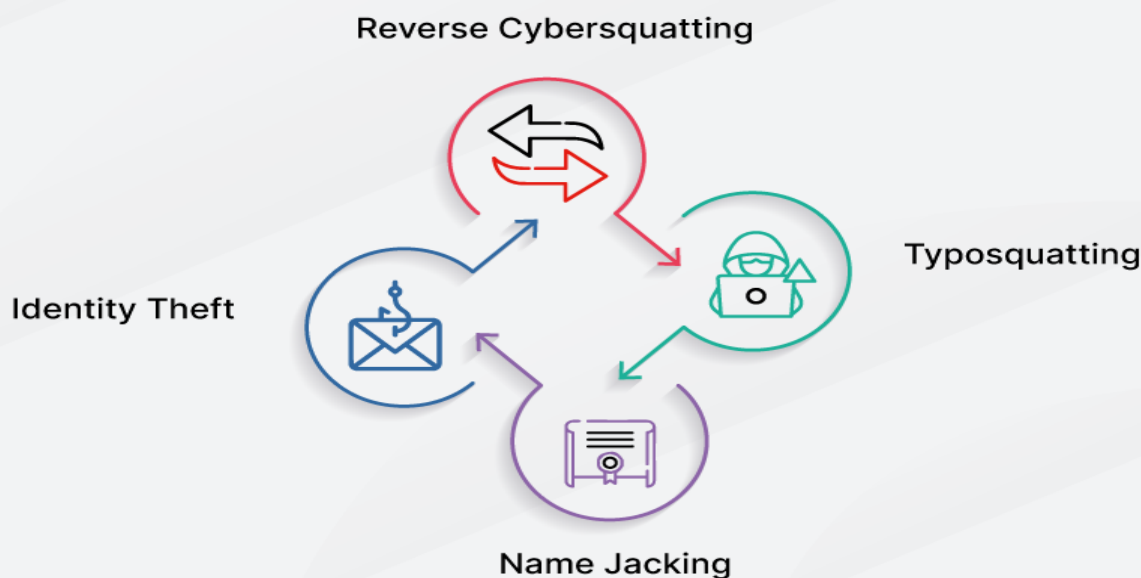 Reverse Cybersquatting
Typosquatting
Identity Theft
Name Jacking